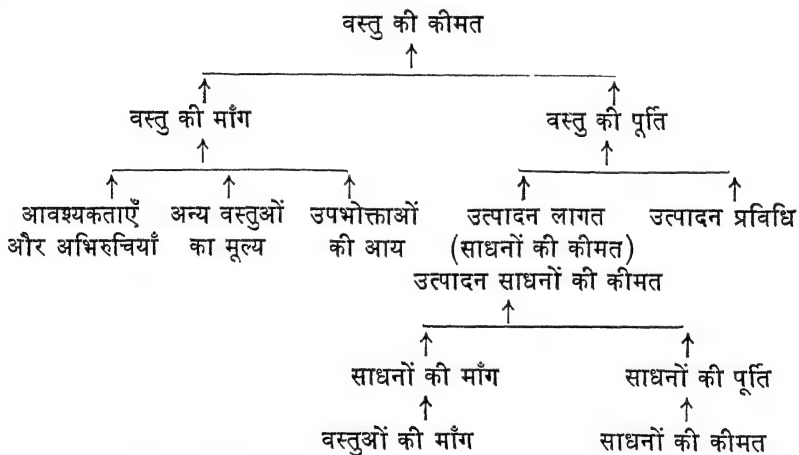 वस्तु की कीमत
वस्तु की माँग वस्तु की पूर्ति
आवश्यकताएँ अन्य वस्तुओं उपभोक्ताओं उत्पादन लागत उत्पादन प्रविधि
और अभिरुचियाँ का मूल्य की आय (साधनों की कीमत)
उत्पादन साधनों की कीमत
साधनों की माँग साधनों की पूर्ति
वस्तुओं की माँग साधनों की कीमत